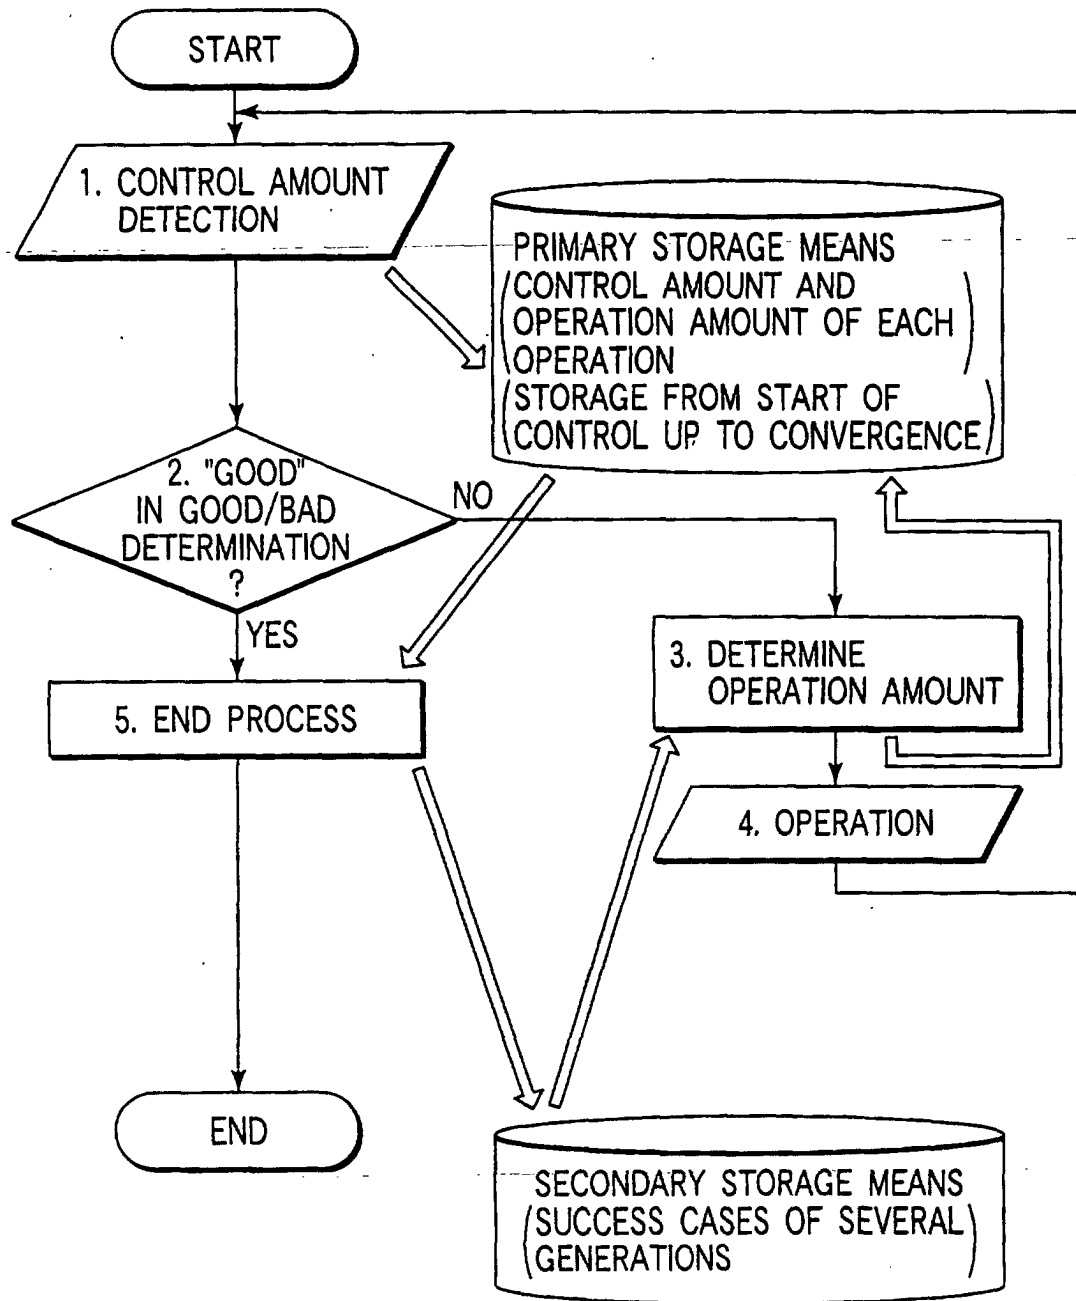 START
1. CONTROL AMOUNT
DETECTION
PRIMARY STORAGE MEANS
(CONTROL AMOUNT AND
OPERATION AMOUNT OF EACH
OPERATION)
(STORAGE FROM START OF
CONTROL UP TO CONVERGENCE)
2. "GOOD"
IN GOOD/BAD
DETERMINATION
?
NO
YES
3. DETERMINE
OPERATION AMOUNT
5. END PROCESS
4. OPERATION
END
SECONDARY STORAGE MEANS
(SUCCESS CASES OF SEVERAL
GENERATIONS)